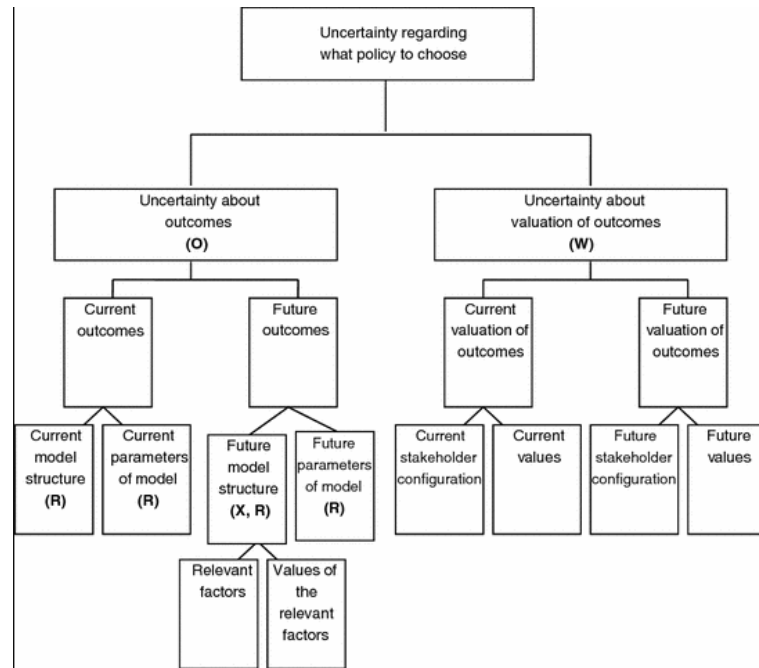 Uncertainty regarding
what policy to choose
Uncertainty about
outcomes
(O)
Uncertainty about
valuation of outcomes
(W)
Current
outcomes
Future
outcomes
Current
valuation of
outcomes
Future
valuation of
outcomes
Current
model
structure
(R)
Current
parameters
of model
(R)
Future
model
structure
(X, R)
Future
parameters
of model
(R)
Current
stakeholder
configuration
Current
values
Future
stakeholder
configuration
Future
values
Relevant
factors
Values of
the
relevant
factors